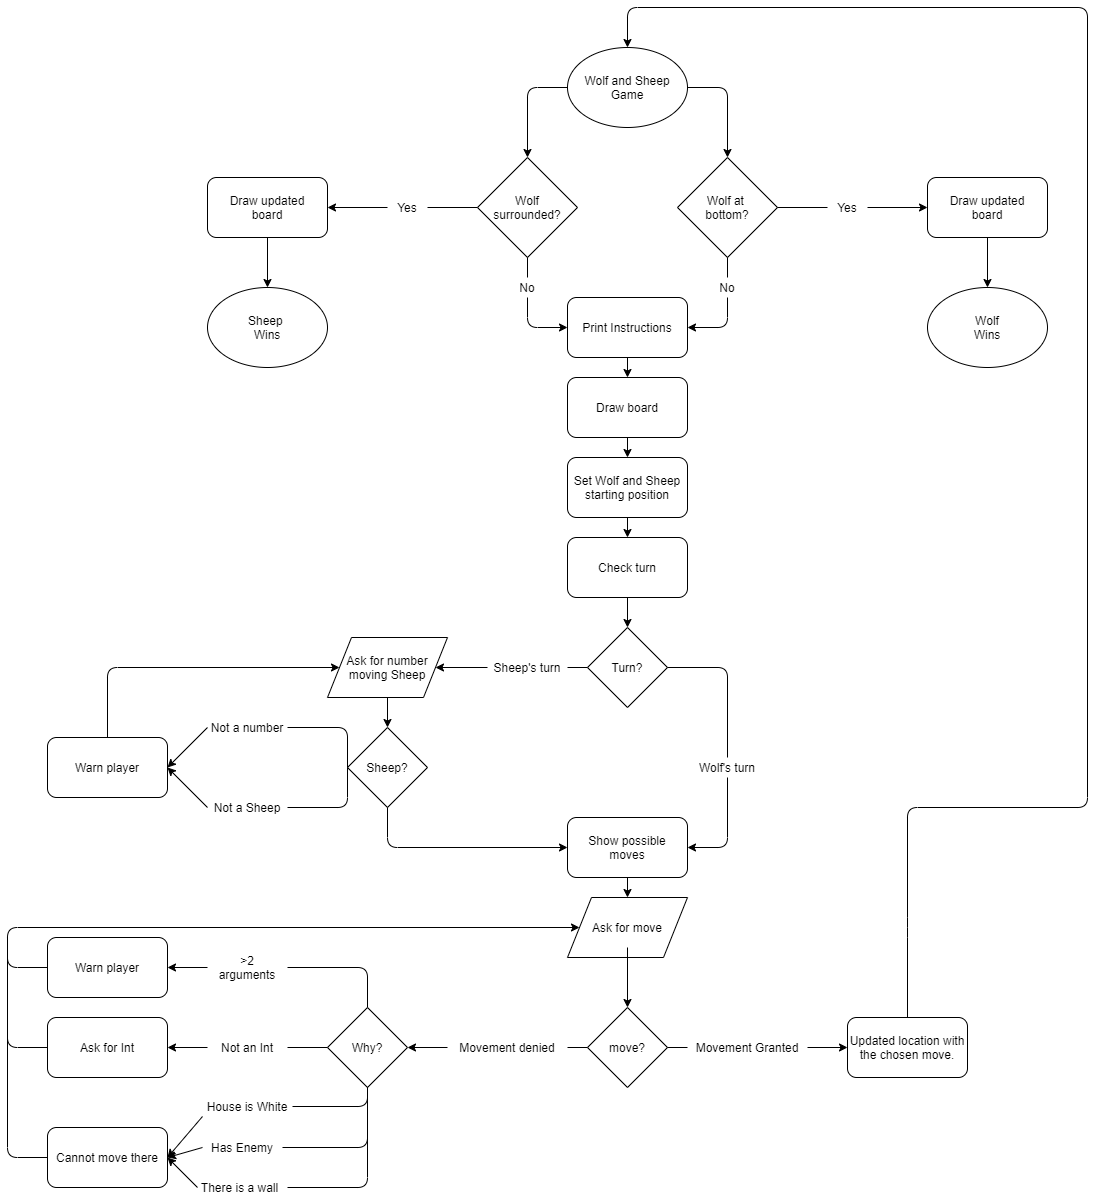 Wolf and Sheep
Game
Wolf
surrounded?
Wolf at
bottom?
Draw updated
board
Yes
Yes
Draw updated
board
No
No
Sheep
Wins
Print Instructions
Wolf
Wins
Draw board
Set Wolf and Sheep
starting position
Check turn
Ask for number
moving Sheep
Sheep's turn
Turn?
Not a number
Warn player
Sheep?
Wolf's turn
Not a Sheep
Show possible
moves
Ask for move
Warn player
>2
arguments
Ask for Int
Not an Int
Why?
Movement denied
move?
Movement Granted
Updated location with
the chosen move.
House is White
Has Enemy
Cannot move there
There is a wall